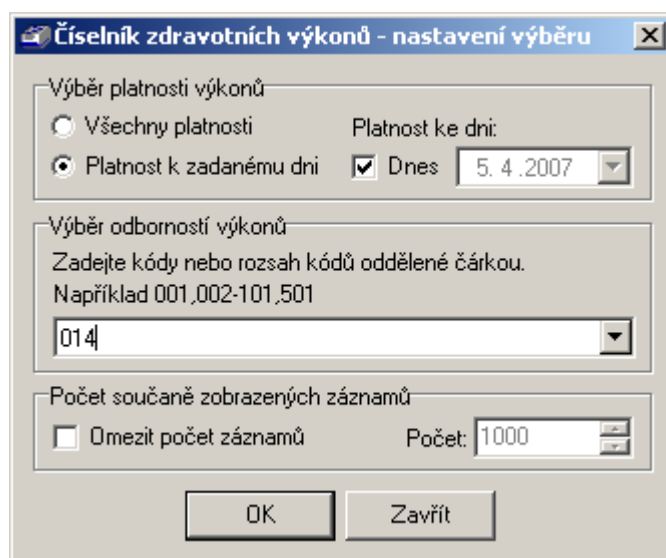 Číselník zdravotních výkonů - nastavení výběru
Výběr platnosti výkonů
Všechny platnosti
Platnost ke dni:
Platnost k zadanému dni
Dnes
5. 4 .2007
Výběr odborností výkonů
Zadejte kódy nebo rozsah kódů oddělené čárkou.
Například 001,002-101,501
014
Počet součaně zobrazených záznamů
Omezit počet záznamů
Počet:
1000
OK
Zavřít